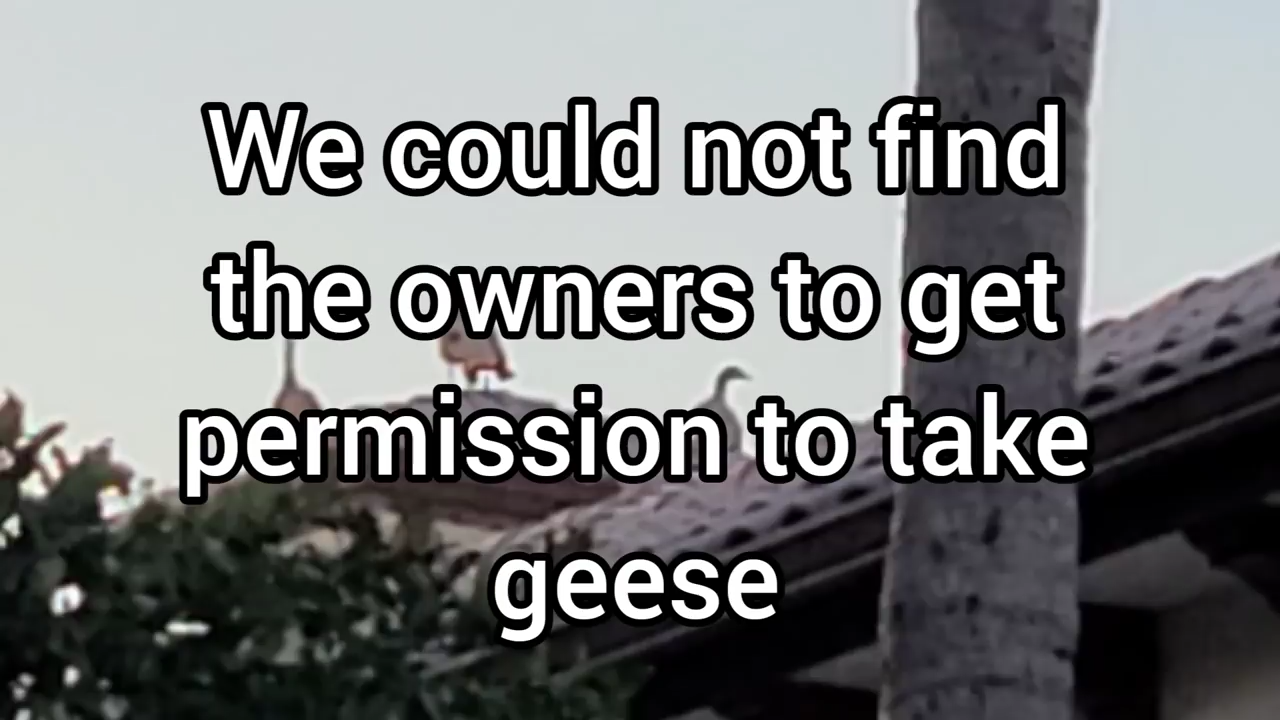 We could not find
the owners to get
permission to take
geese